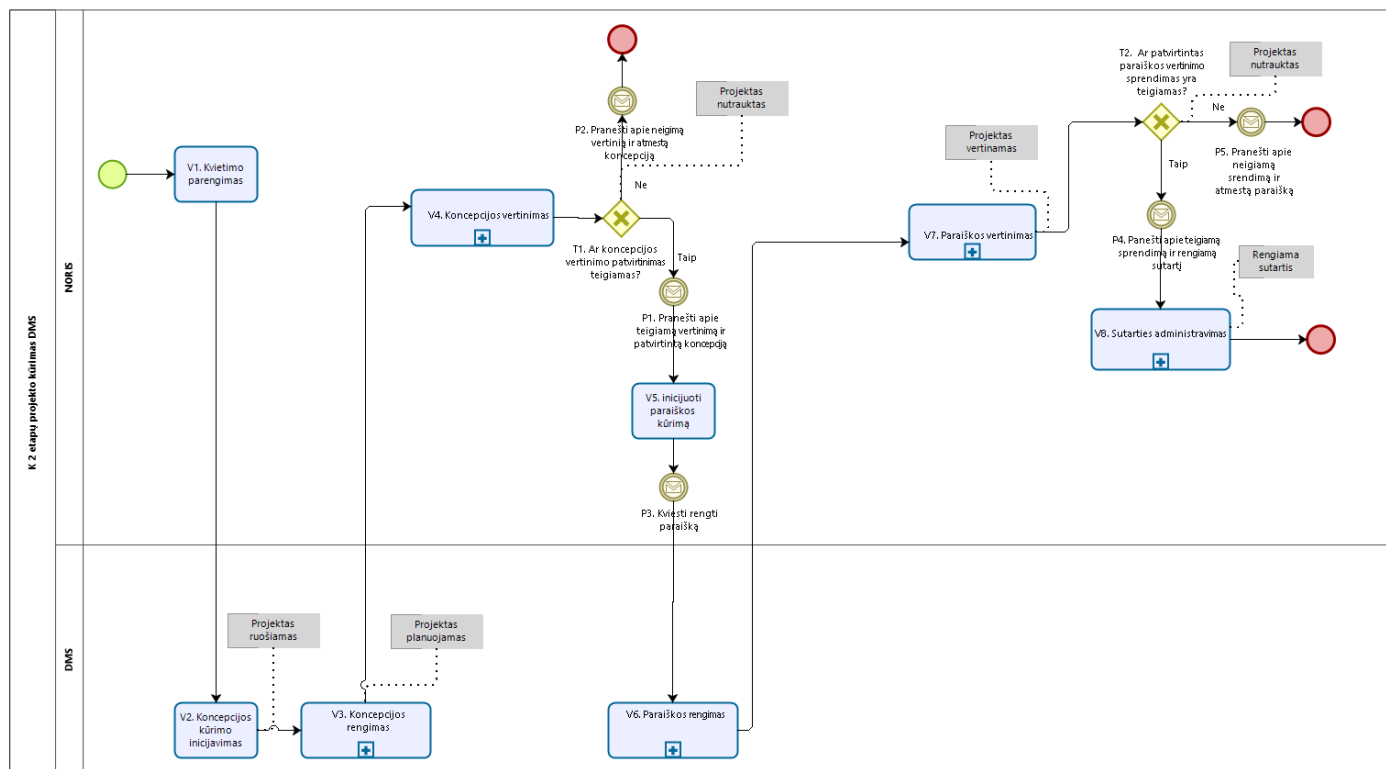 K 2 etapų projekto kūrimas DMS
NORIS
V1. Kvietimo
parengimas
P2. Pranešti apie neigimą
vertinią ir atmestą
koncepciją
Projektas
nutrauktas
Ne
V4. Koncepcijos vertinimas
T1. Ar koncepcijos
vertinimo patvirtinimas
teigiamas?
Taip
P1. Pranešti apie
teigiamą vertinimą ir
patvirtintą koncepciją
V5. inicijuoti
paraiškos
kūrimą
P3. Kviesti rengti
paraišką
Projektas
vertinamas
V7. Paraiškos vertinimas
T2. Ar patvirtintas
paraiškos vertinimo
sprendimas yra
teigiamas?
Projektas
nutrauktas
Ne
P5. Pranešti apie
neigiamą
srendimą ir
atmestą paraišką
Taip
P4. Panešti apie teigiamą
sprendimą ir rengiamą
sutartį
Rengiama
sutartis
V8. Sutarties administravimas
DMS
Projektas
ruošiamas
Projektas
planuojamas
V2. Koncepcijos
kūrimo
inicijavimas
V3. Koncepcijos
rengimas
V6. Paraiškos rengimas